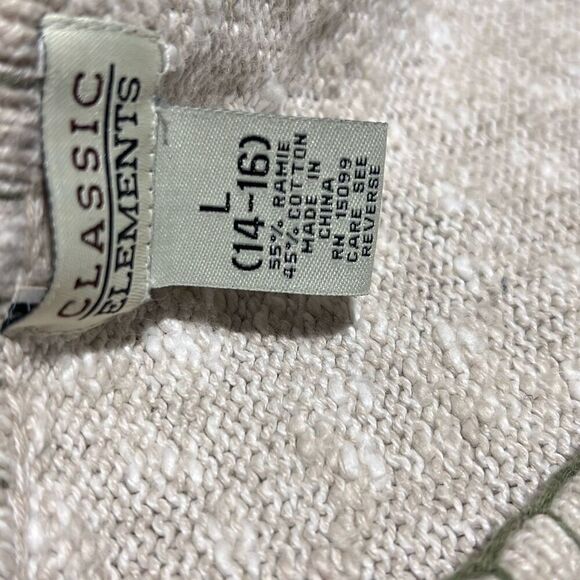 CLASSIC
ELEMENTS
L
(14-16)
55% RAMIE
45% COTTON
MADE IN
CHINA
RN 15099
CARE SEE
REVERSE